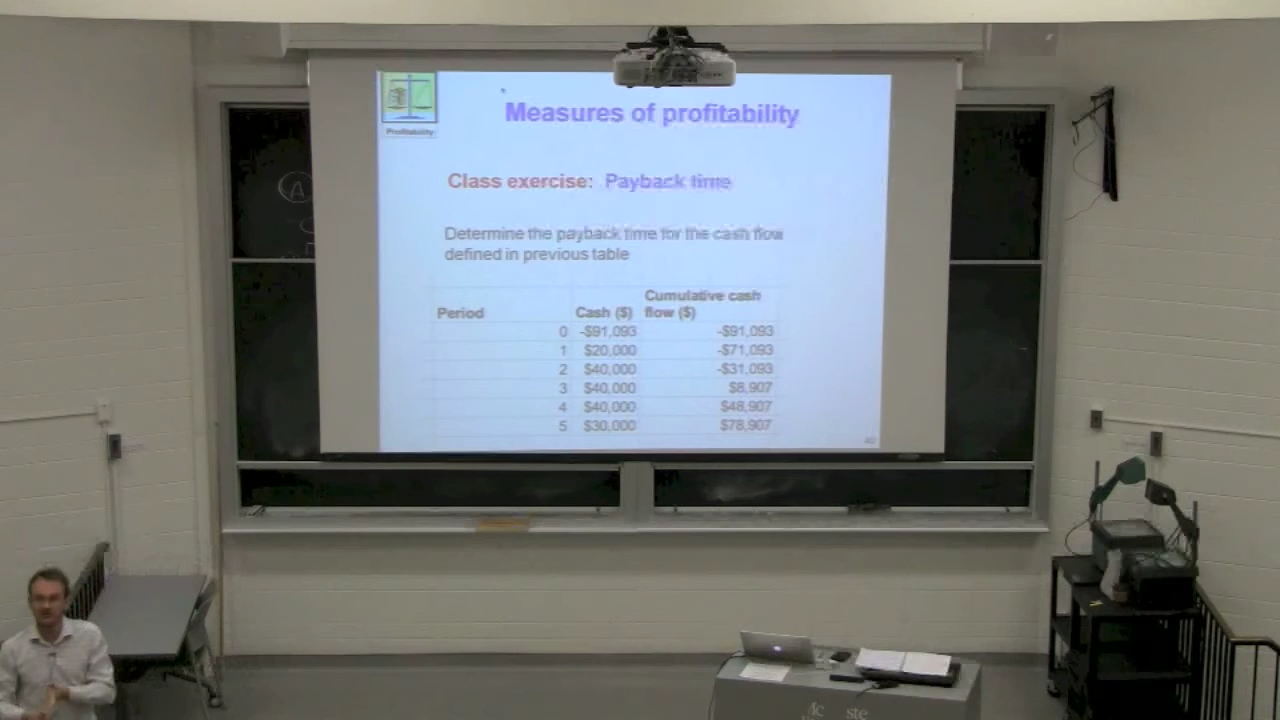 Measures of profitability
Profitability
Class exercise: Payback time
Determine the payback time for the cash flow
defined in previous table
Period Cash ($) Cumulative cash flow ($)
0 -$91,093 -$91,093
1 $20,000 -$71,093
2 $40,000 -$31,093
3 $40,000 $8,907
4 $40,000 $48,907
5 $30,000 $78,907
A